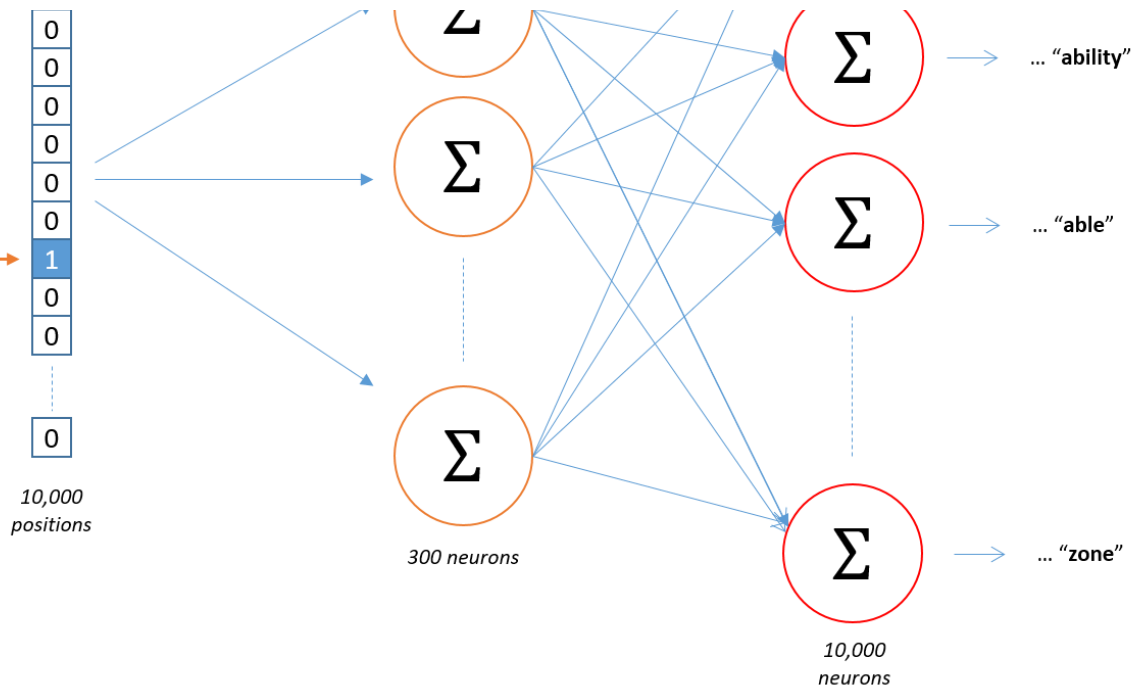 0
0
0
0
0
0
1
0
0
0
10,000
positions
Σ
Σ
Σ
300 neurons
Σ
Σ
Σ
10,000
neurons
... “ability”
... “able”
... “zone”